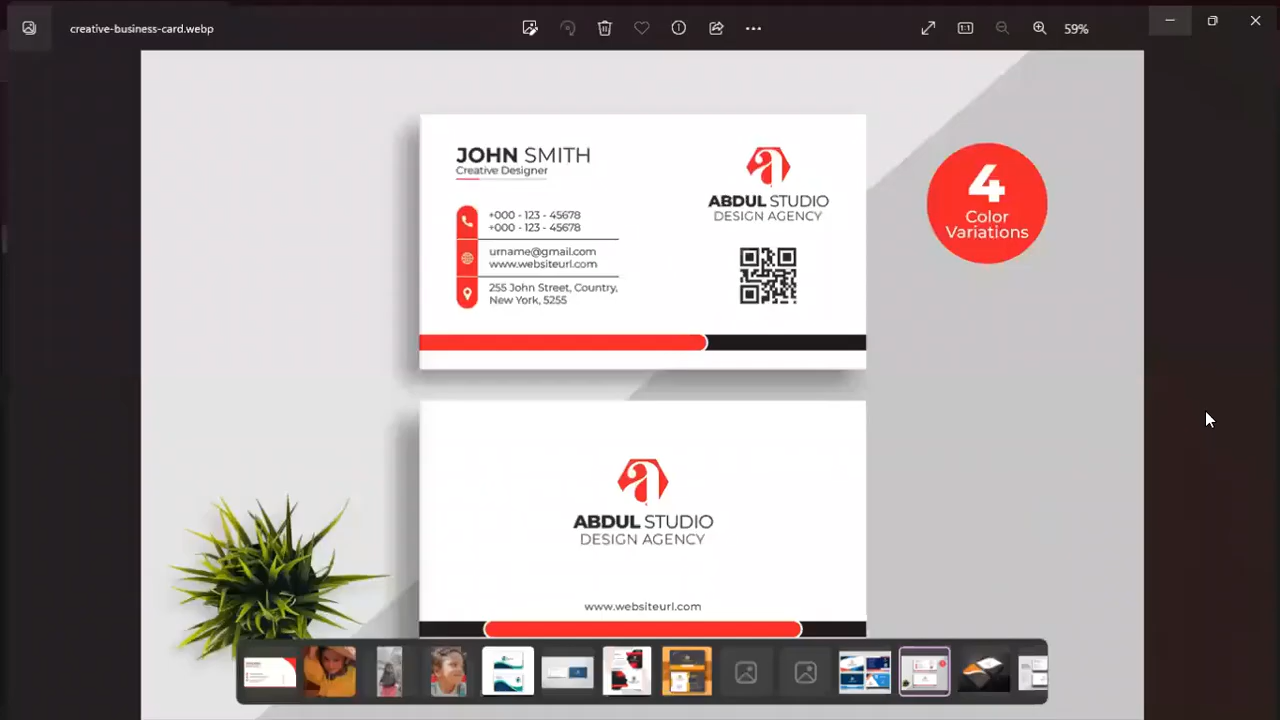 creative-business-card.webp
59%
JOHN SMITH
Creative Designer
+000 - 123 - 45678
+000 - 123 - 45678
urname@gmail.com
www.websiteurl.com
255 John Street, Country,
New York, 5255
ABDUL STUDIO
DESIGN AGENCY
4
Color
Variations
ABDUL STUDIO
DESIGN AGENCY
www.websiteurl.com